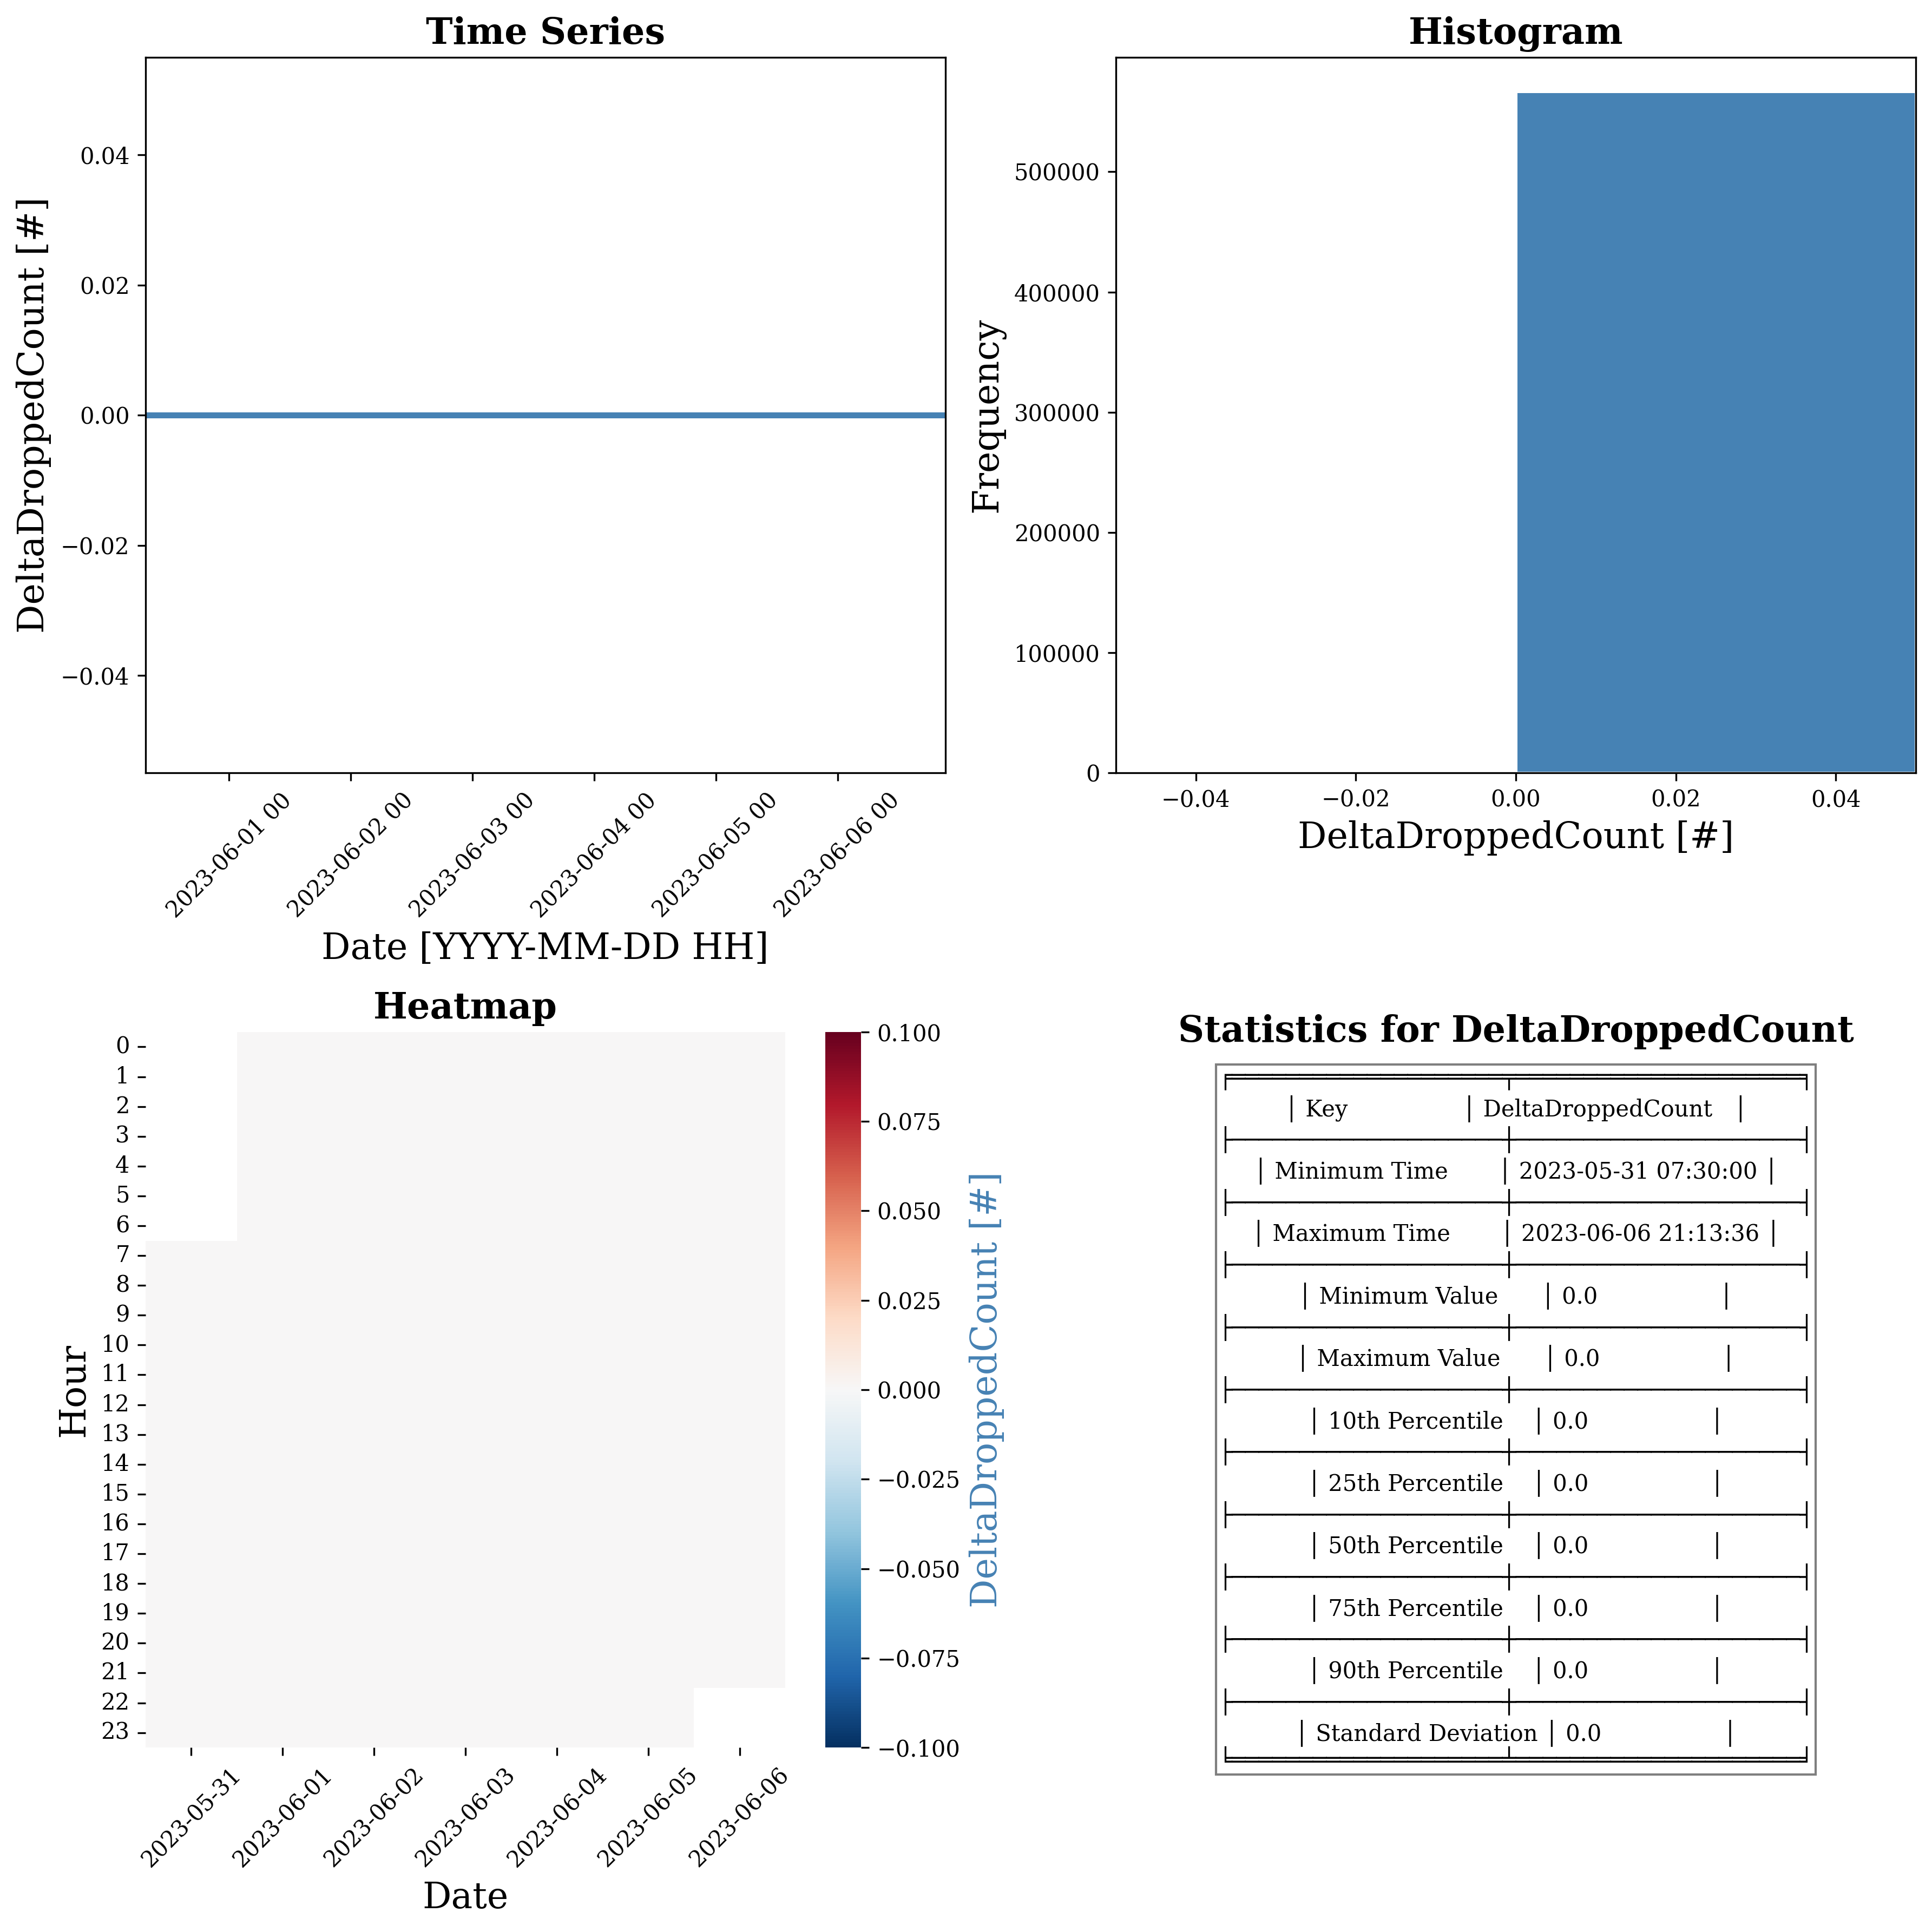 Time Series
DeltaDroppedCount [#]
0.04
0.02
0.00
−0.02
−0.04
2023-06-01 00
2023-06-02 00
2023-06-03 00
2023-06-04 00
2023-06-05 00
2023-06-06 00
Date [YYYY-MM-DD HH]
Histogram
Frequency
500000
400000
300000
200000
100000
0
−0.04
−0.02
0.00
0.02
0.04
DeltaDroppedCount [#]
Heatmap
Hour
0
1
2
3
4
5
6
7
8
9
10
11
12
13
14
15
16
17
18
19
20
21
22
23
2023-05-31
2023-06-01
2023-06-02
2023-06-03
2023-06-04
2023-06-05
2023-06-06
Date
0.100
0.075
0.050
0.025
0.000
−0.025
−0.050
−0.075
−0.100
DeltaDroppedCount [#]
Statistics for DeltaDroppedCount
| Key | DeltaDroppedCount |
| Minimum Time | 2023-05-31 07:30:00 |
| Maximum Time | 2023-06-06 21:13:36 |
| Minimum Value | 0.0 |
| Maximum Value | 0.0 |
| 10th Percentile | 0.0 |
| 25th Percentile | 0.0 |
| 50th Percentile | 0.0 |
| 75th Percentile | 0.0 |
| 90th Percentile | 0.0 |
| Standard Deviation | 0.0 |